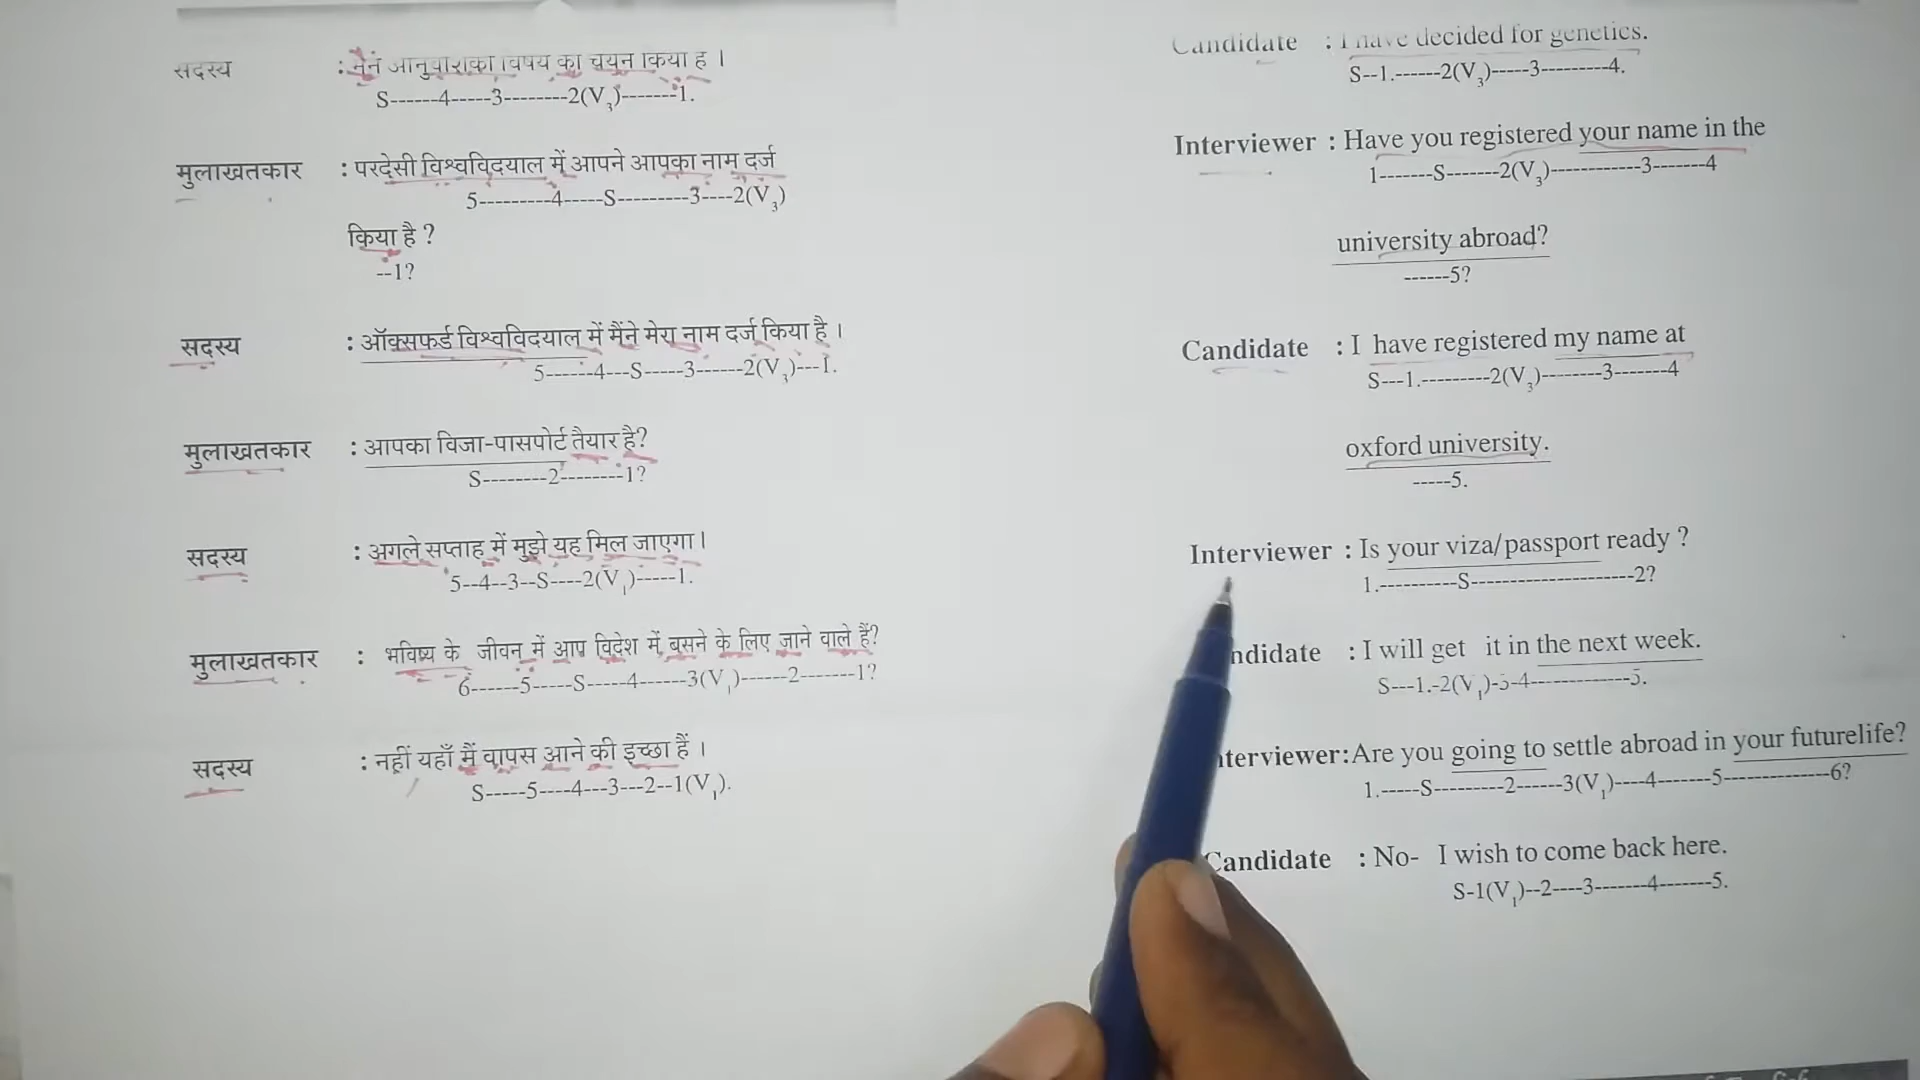 सदस्य : मैंने आनुवाशिकी विषय का चयन किया है ।
S------4-----3--------2(V3)-------1.
मुलाखतकार : परदेसी विश्वविदयाल में आपने आपका नाम दर्ज
5---------4-----S---------3----2(V3)
किया है ?
--1?
सदस्य : ऑक्सफर्ड विश्वविदयाल में मैंने मेरा नाम दर्ज किया है ।
5------4---S-----3------2(V3)---1.
मुलाखतकार : आपका विजा-पासपोर्ट तैयार है?
S--------2--------1?
सदस्य : अगले सप्ताह में मुझे यह मिल जाएगा ।
5--4--3--S----2(V1)-----1.
मुलाखतकार : भविष्य के जीवन में आप विदेश में बसने के लिए जाने वाले हैं?
6------5-----S-----4------3(V1)------2-------1?
सदस्य : नहीं यहाँ मैं वापस आने की इच्छा हैं ।
S-----5----4---3---2--1(V1).
Candidate : I have decided for genetics.
S--1.------2(V3)-----3---------4.
Interviewer : Have you registered your name in the
1-------S-------2(V3)------------3-------4
university abroad?
------5?
Candidate : I have registered my name at
S---1.---------2(V3)--------3-------4
oxford university.
-----5.
Interviewer : Is your viza/passport ready ?
1.----------S----------------------2?
ndidate : I will get it in the next week.
S---1.-2(V1)-3-4-------------5.
terviewer:Are you going to settle abroad in your futurelife?
1.-----S---------2------3(V1)----4-------5--------------6?
Candidate : No- I wish to come back here.
S-1(V1)--2----3-------4-------5.